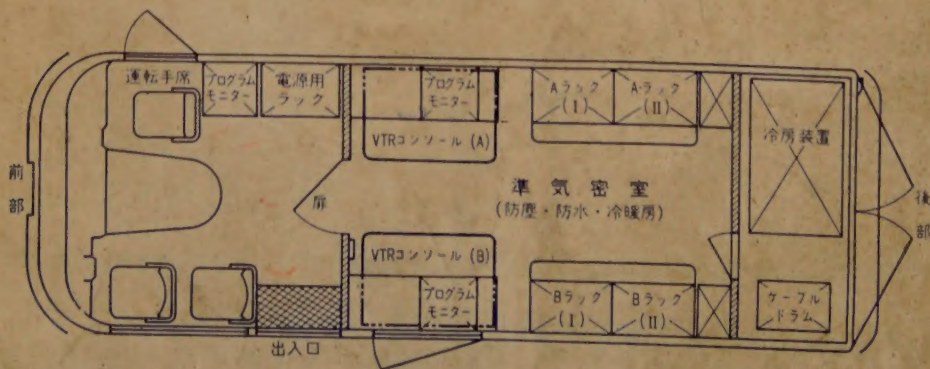 運転手席
プログラム
モニター
電源用
ラック
プログラム
モニター
VTRコンソール (A)
Aラック
(I)
A・ラック
(II)
冷房装置
前部
扉
準気密室
(防塵・防水・冷暖房)
後部
VTRコンソール (B)
プログラム
モニター
Bラック
(I)
Bラック
(II)
ケーブル
ドラム
出入口